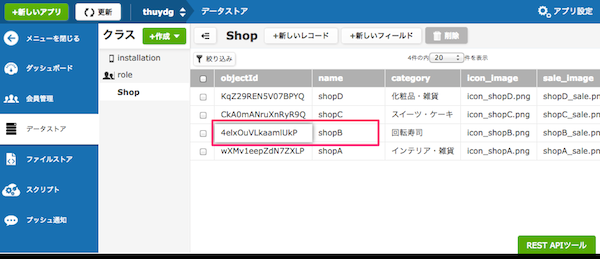 +新しいアプリ 更新 thuydg データストア アプリ設定
メニューを閉じる
ダッシュボード
会員管理
データストア
ファイルストア
スクリプト
プッシュ通知
クラス +作成
installation
role
Shop
Shop +新しいレコード +新しいフィールド 削除
絞り込み 4件の内 20 件を表示
objectId name category icon_image sale_image
KqZ29REN5V07BPYQ shopD 化粧品・雑貨 icon_shopD.png shopD_sale.pn
CkA0mANruXnRyR9Q shopC スイーツ・ケーキ icon_shopC.png shopC_sale.pn
4elxOuVLkaamIUkP shopB 回転寿司 icon_shopB.png shopB_sale.pn
wXMv1eepZdN7ZXLP shopA インテリア・雑貨 icon_shopA.png shopA_sale.pn
REST APIツール